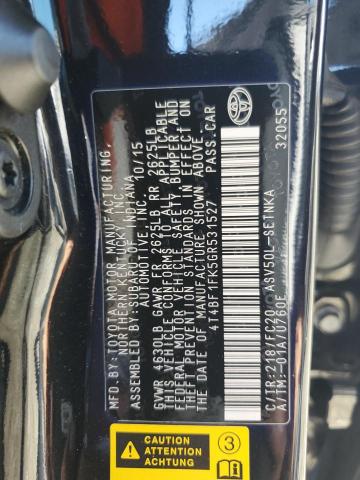 MFD.BY:TOYOTA MOTOR MANUFACTURING,
NORTHERN KENTUCKY, INC.
ASSEMBLED BY:SUBARU OF INDIANA
AUTOMOTIVE, INC. 10/15
GVWR 4630LB GAWR FR 2625LB RR 2625LB
THIS VEHICLE CONFORMS TO ALL APPLICABLE
FEDERAL MOTOR VEHICLE SAFETY, BUMPER, AND
THEFT PREVENTION STANDARDS IN EFFECT ON
THE DATE OF MANUFACTURE SHOWN ABOVE.
4T4BF1FK5GR531527 PASS.CAR
C/TR:218/FC20 ASV50L-SETNKA
A/TM:-01A/U760E 32055
CAUTION
ATTENTION
ACHTUNG
3